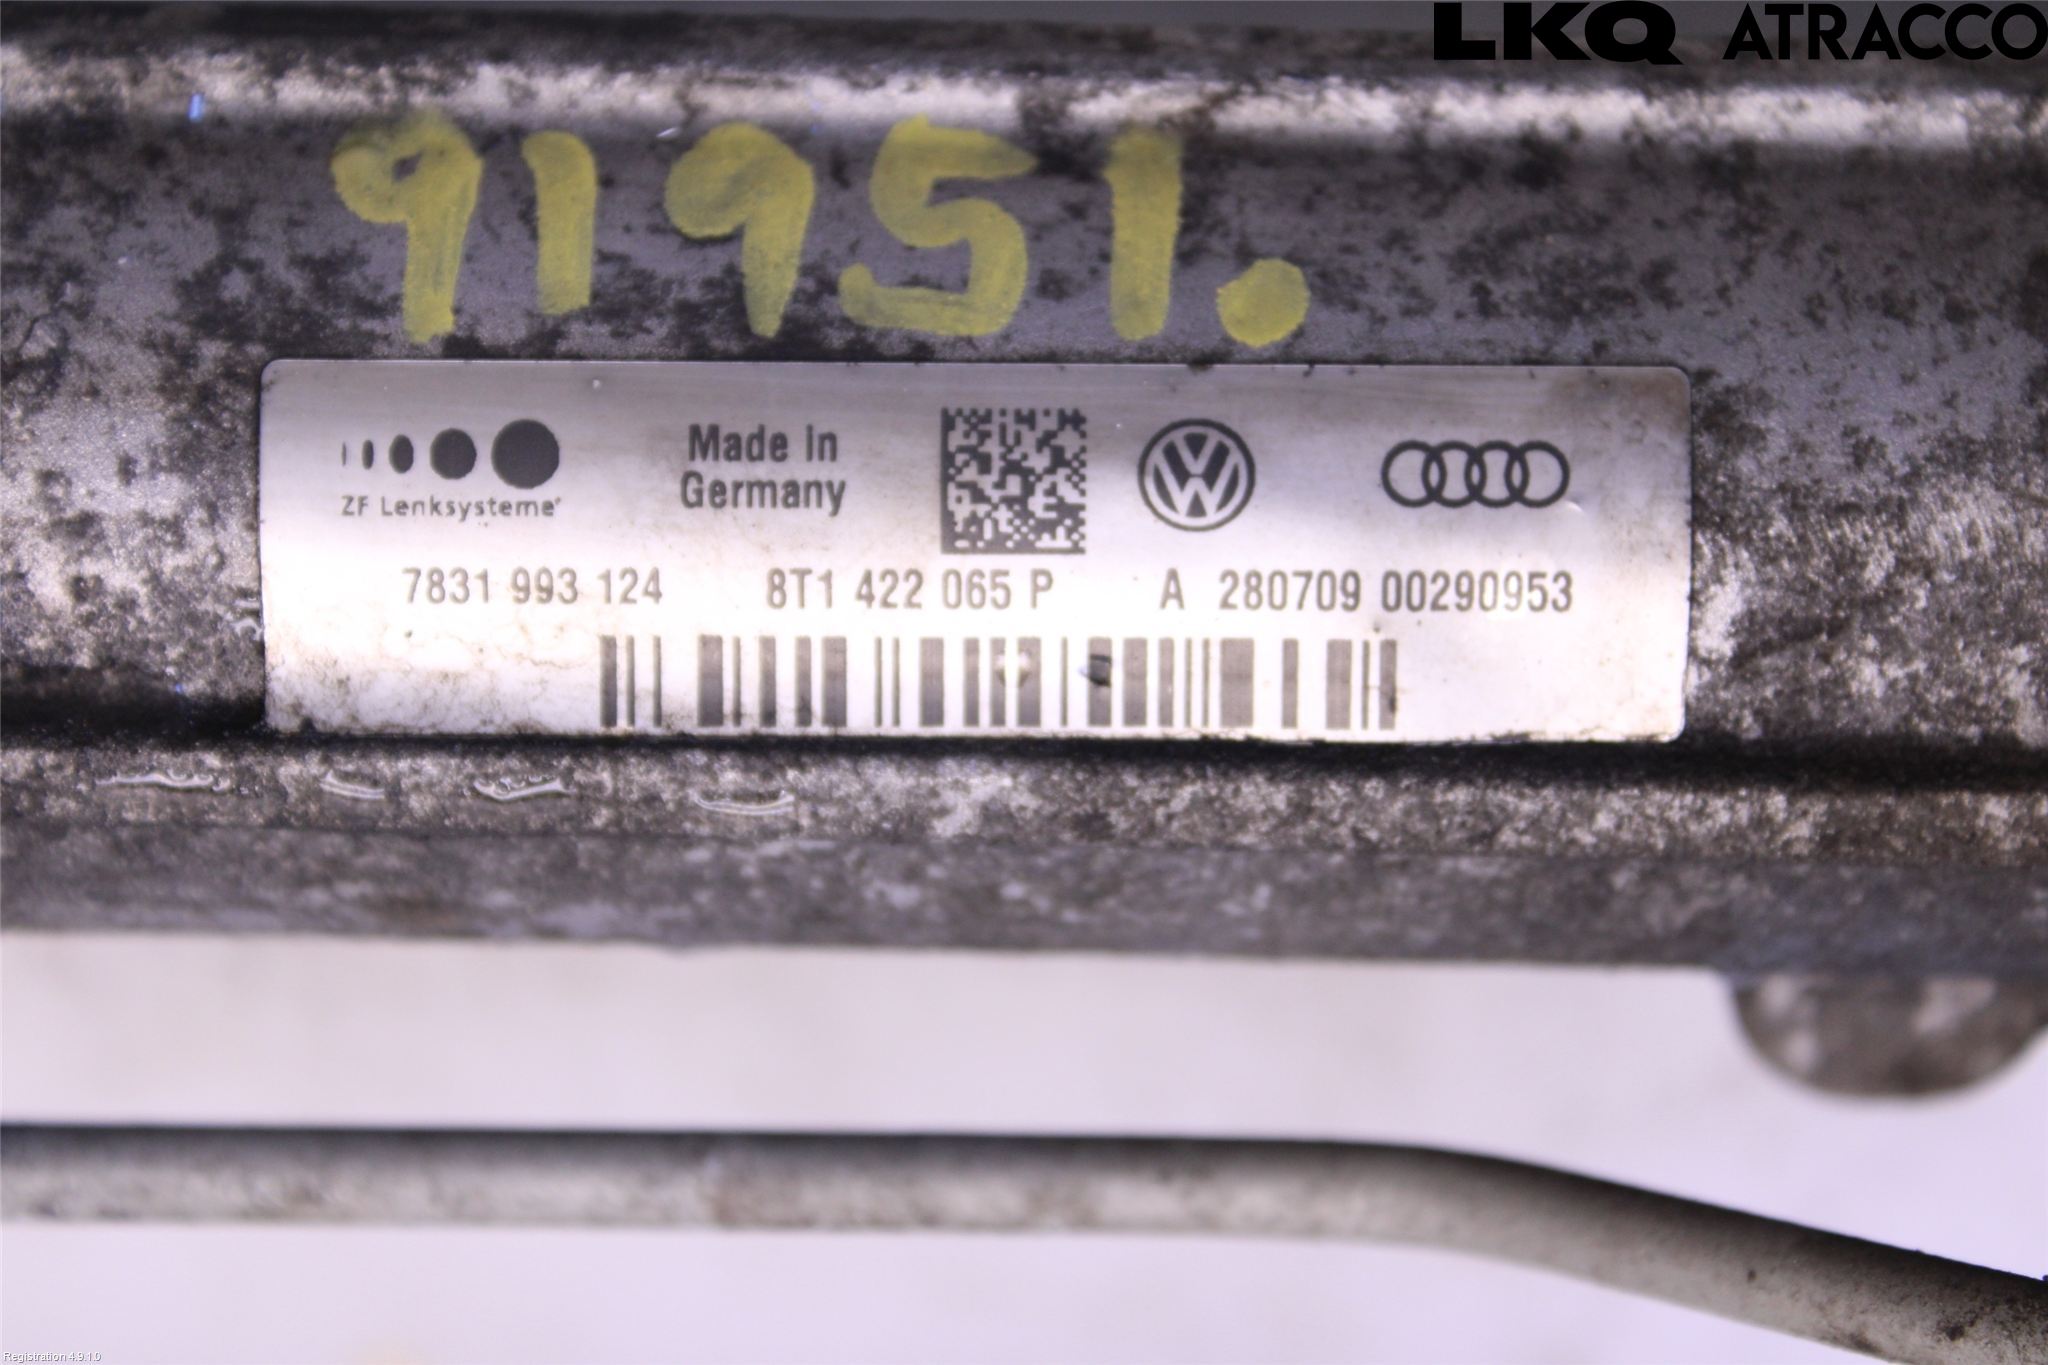 LKQ ATRACCO
91951.
ZF Lenksysteme
Made in
Germany
7831 993 124 8T1 422 065 P A 280709 00290953
Registration 4.9.1.0